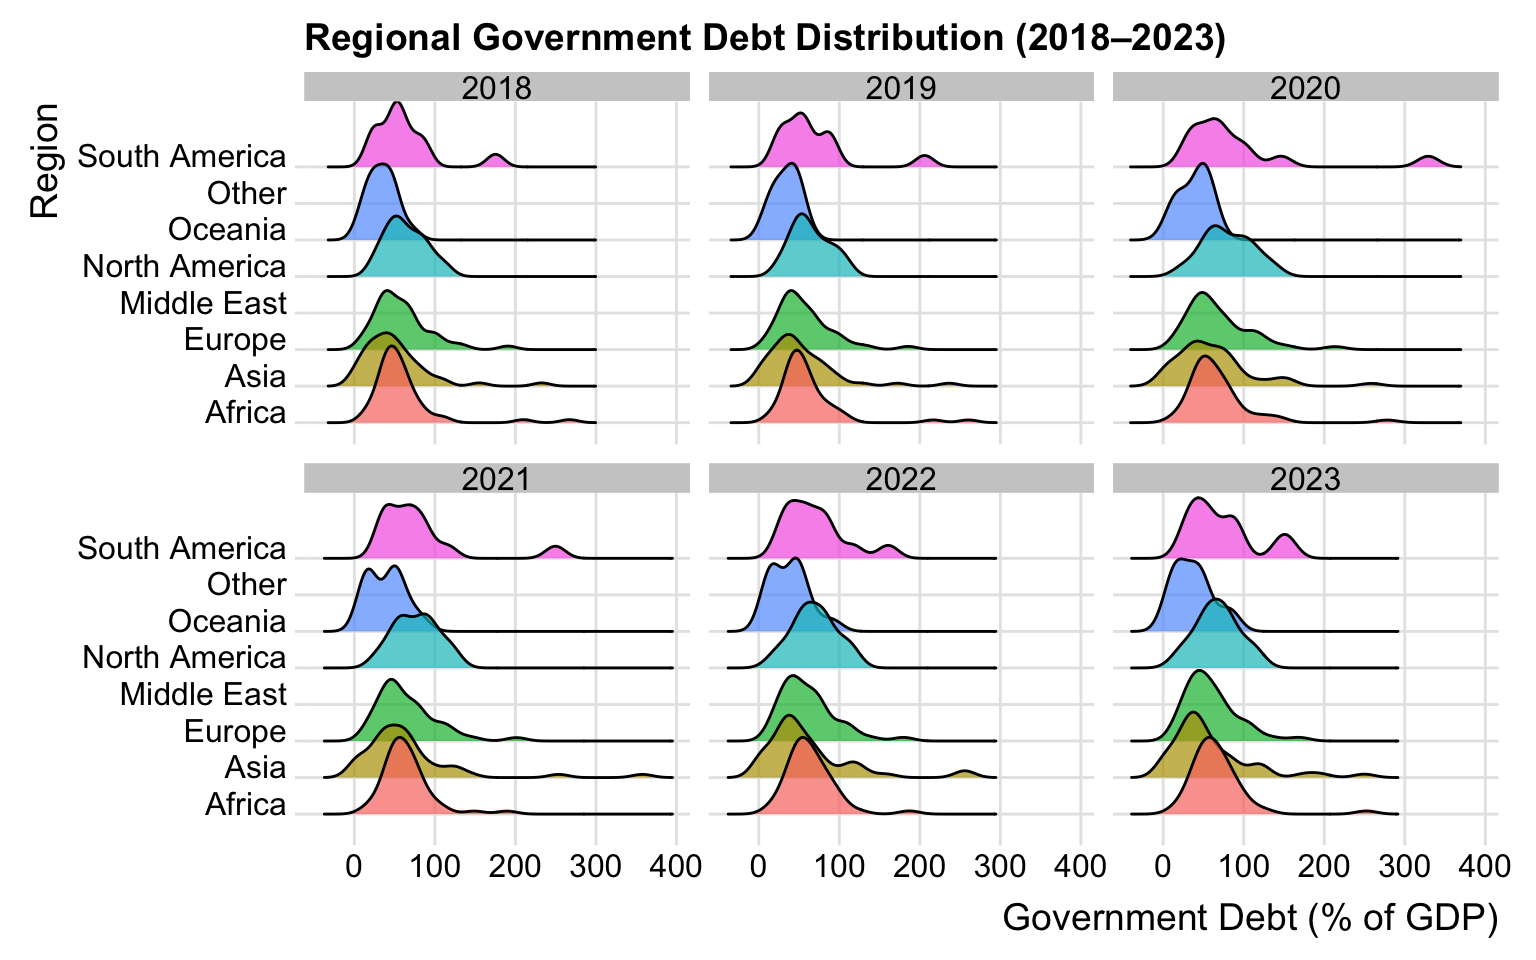 Regional Government Debt Distribution (2018–2023)
Region
2018 2019 2020
South America
Other
Oceania
North America
Middle East
Europe
Asia
Africa
2021 2022 2023
South America
Other
Oceania
North America
Middle East
Europe
Asia
Africa
0 100 200 300 400 0 100 200 300 400 0 100 200 300 400
Government Debt (% of GDP)